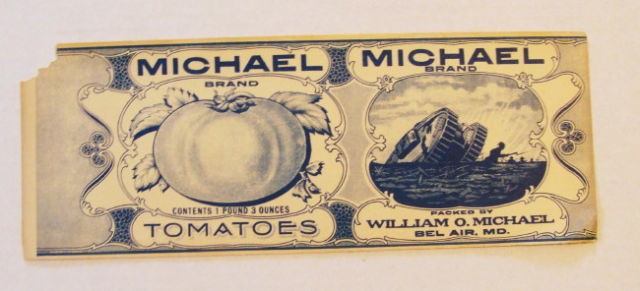 MICHAEL
BRAND
CONTENTS 1 POUND 3 OUNCES
TOMATOES
MICHAEL
BRAND
PACKED BY
WILLIAM O. MICHAEL
BEL AIR, MD.